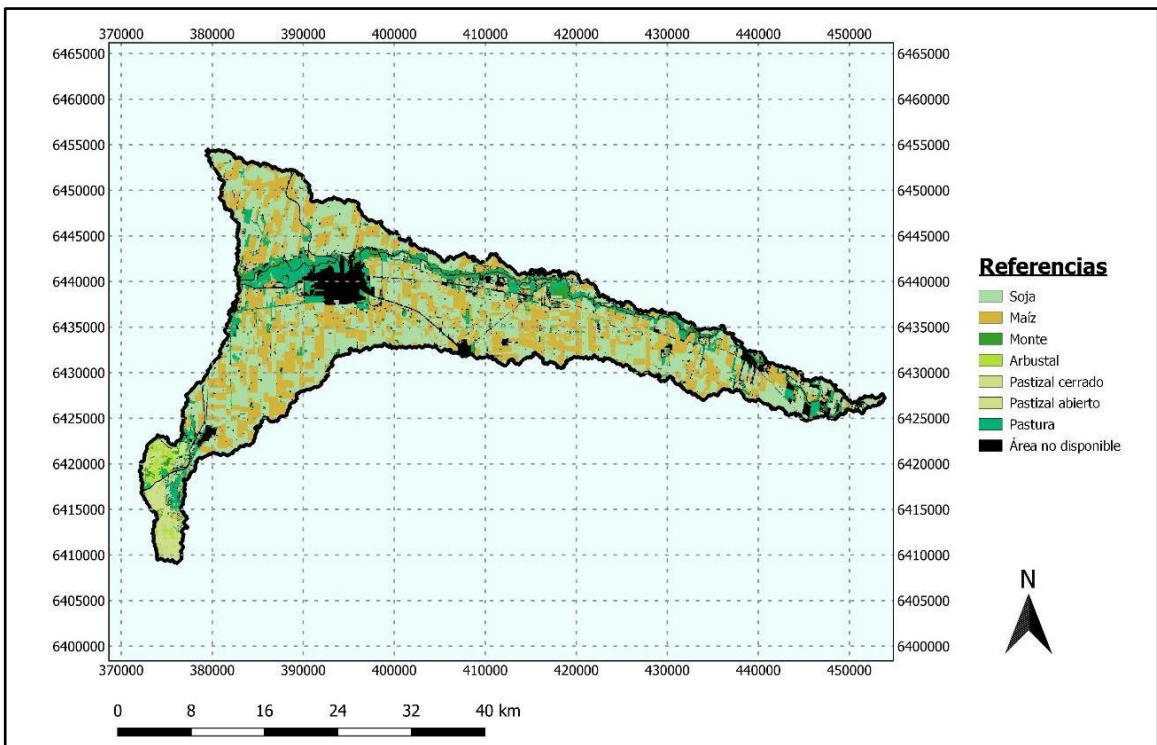 370000 380000 390000 400000 410000 420000 430000 440000 450000
6465000 6465000
6460000 6460000
6455000 6455000
6450000 6450000
6445000 6445000
6440000 6440000
6435000 6435000
6430000 6430000
6425000 6425000
6420000 6420000
6415000 6415000
6410000 6410000
6405000 6405000
6400000 6400000
370000 380000 390000 400000 410000 420000 430000 440000 450000
Referencias
Soja
Maíz
Monte
Arbustal
Pastizal cerrado
Pastizal abierto
Pastura
Área no disponible
N
0 8 16 24 32 40 km